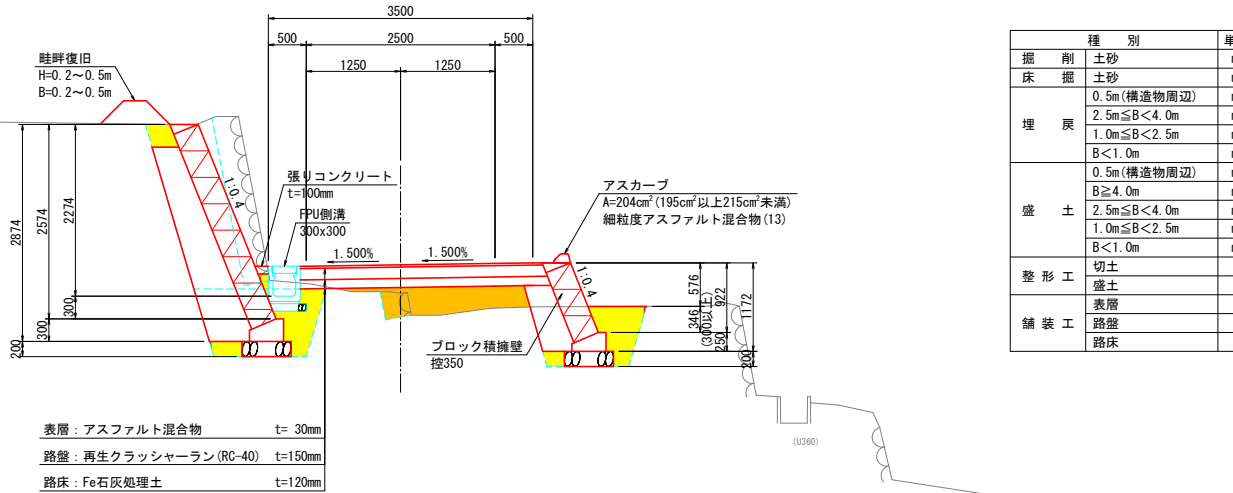 3500
500
2500
500
1250
1250
畦畔復旧
H=0.2～0.5m
B=0.2～0.5m
1:0.4
張りコンクリート
t=100mm
FPU側溝
300x300
1.500%
1.500%
アスカーブ
A=204cm²(195cm²以上215cm²未満)
細粒度アスファルト混合物(13)
1:0.4
2874
2574
2274
300
300
200
576
346
(300以上)
922
250
1172
200
ブロック積擁壁
控350
(U360)
表層：アスファルト混合物 t= 30mm
路盤：再生クラッシャーラン(RC-40) t=150mm
路床：Fe石灰処理土 t=120mm
種 別 単
掘 削 土砂
床 掘 土砂
埋 戻 0.5m(構造物周辺)
2.5m≦B<4.0m
1.0m≦B<2.5m
B<1.0m
盛 土 0.5m(構造物周辺)
B≧4.0m
2.5m≦B<4.0m
1.0m≦B<2.5m
B<1.0m
整 形 工 切土
盛土
舗 装 工 表層
路盤
路床